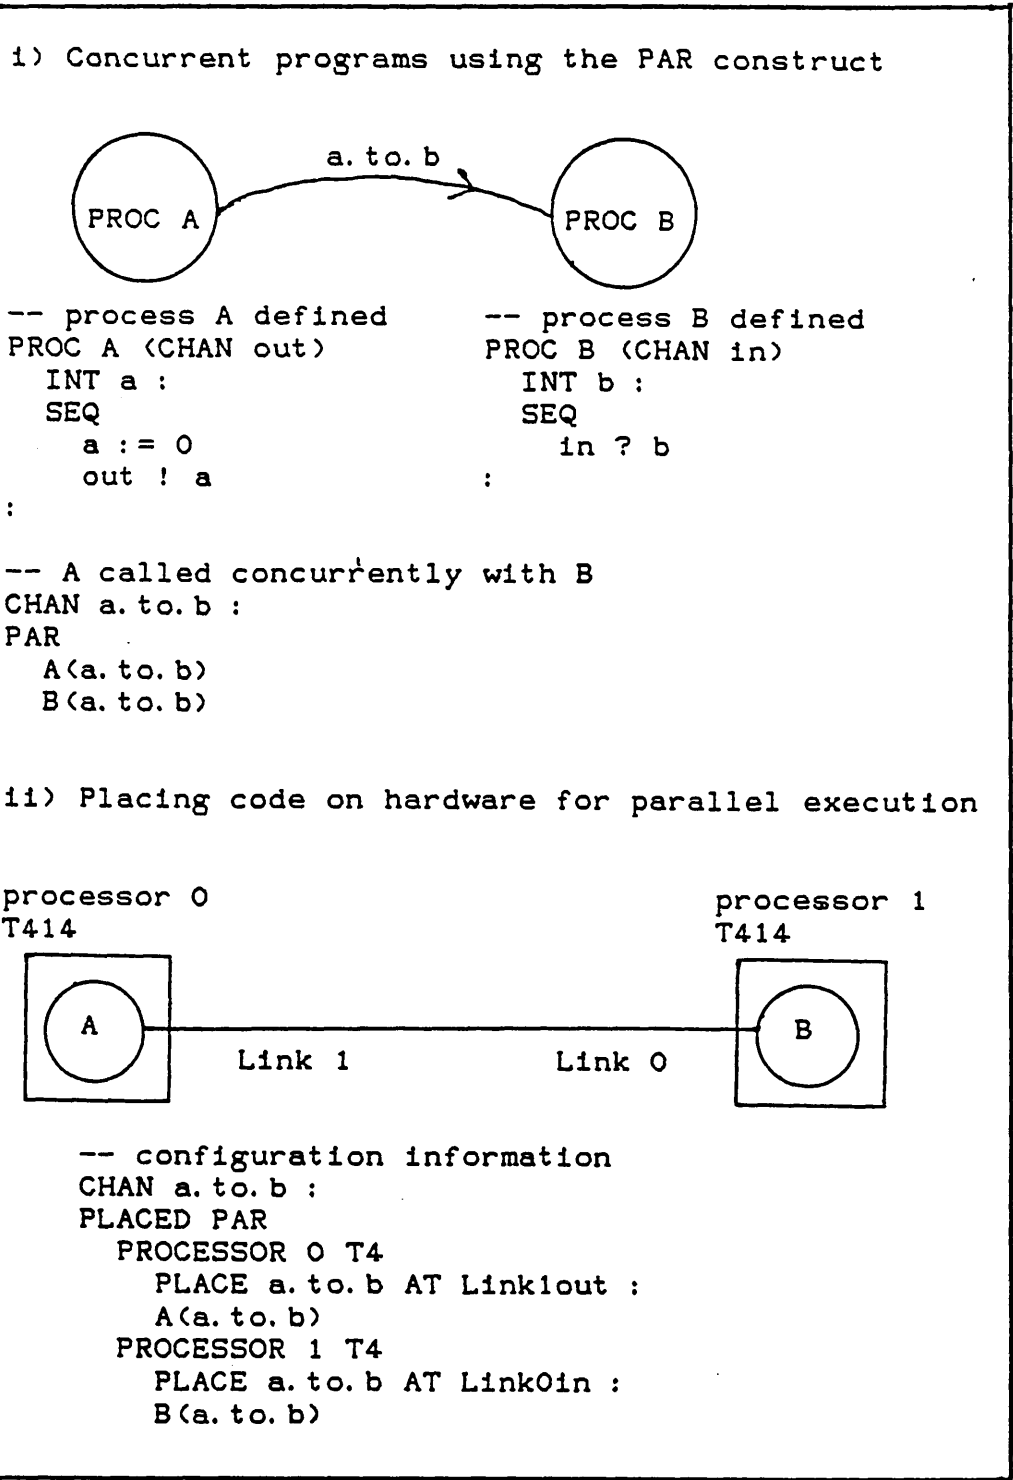 i) Concurrent programs using the PAR construct
a.to.b
PROC A
PROC B
-- process A defined
PROC A (CHAN out)
  INT a :
  SEQ
    a := 0
    out ! a
:
-- process B defined
PROC B (CHAN in)
  INT b :
  SEQ
    in ? b
:
-- A called concurrently with B
CHAN a.to.b :
PAR
  A(a.to.b)
  B(a.to.b)
ii) Placing code on hardware for parallel execution
processor 0
T414
processor 1
T414
A
B
Link 1
Link 0
-- configuration information
CHAN a.to.b :
PLACED PAR
  PROCESSOR 0 T4
    PLACE a.to.b AT Link1out :
    A(a.to.b)
  PROCESSOR 1 T4
    PLACE a.to.b AT Link0in :
    B(a.to.b)